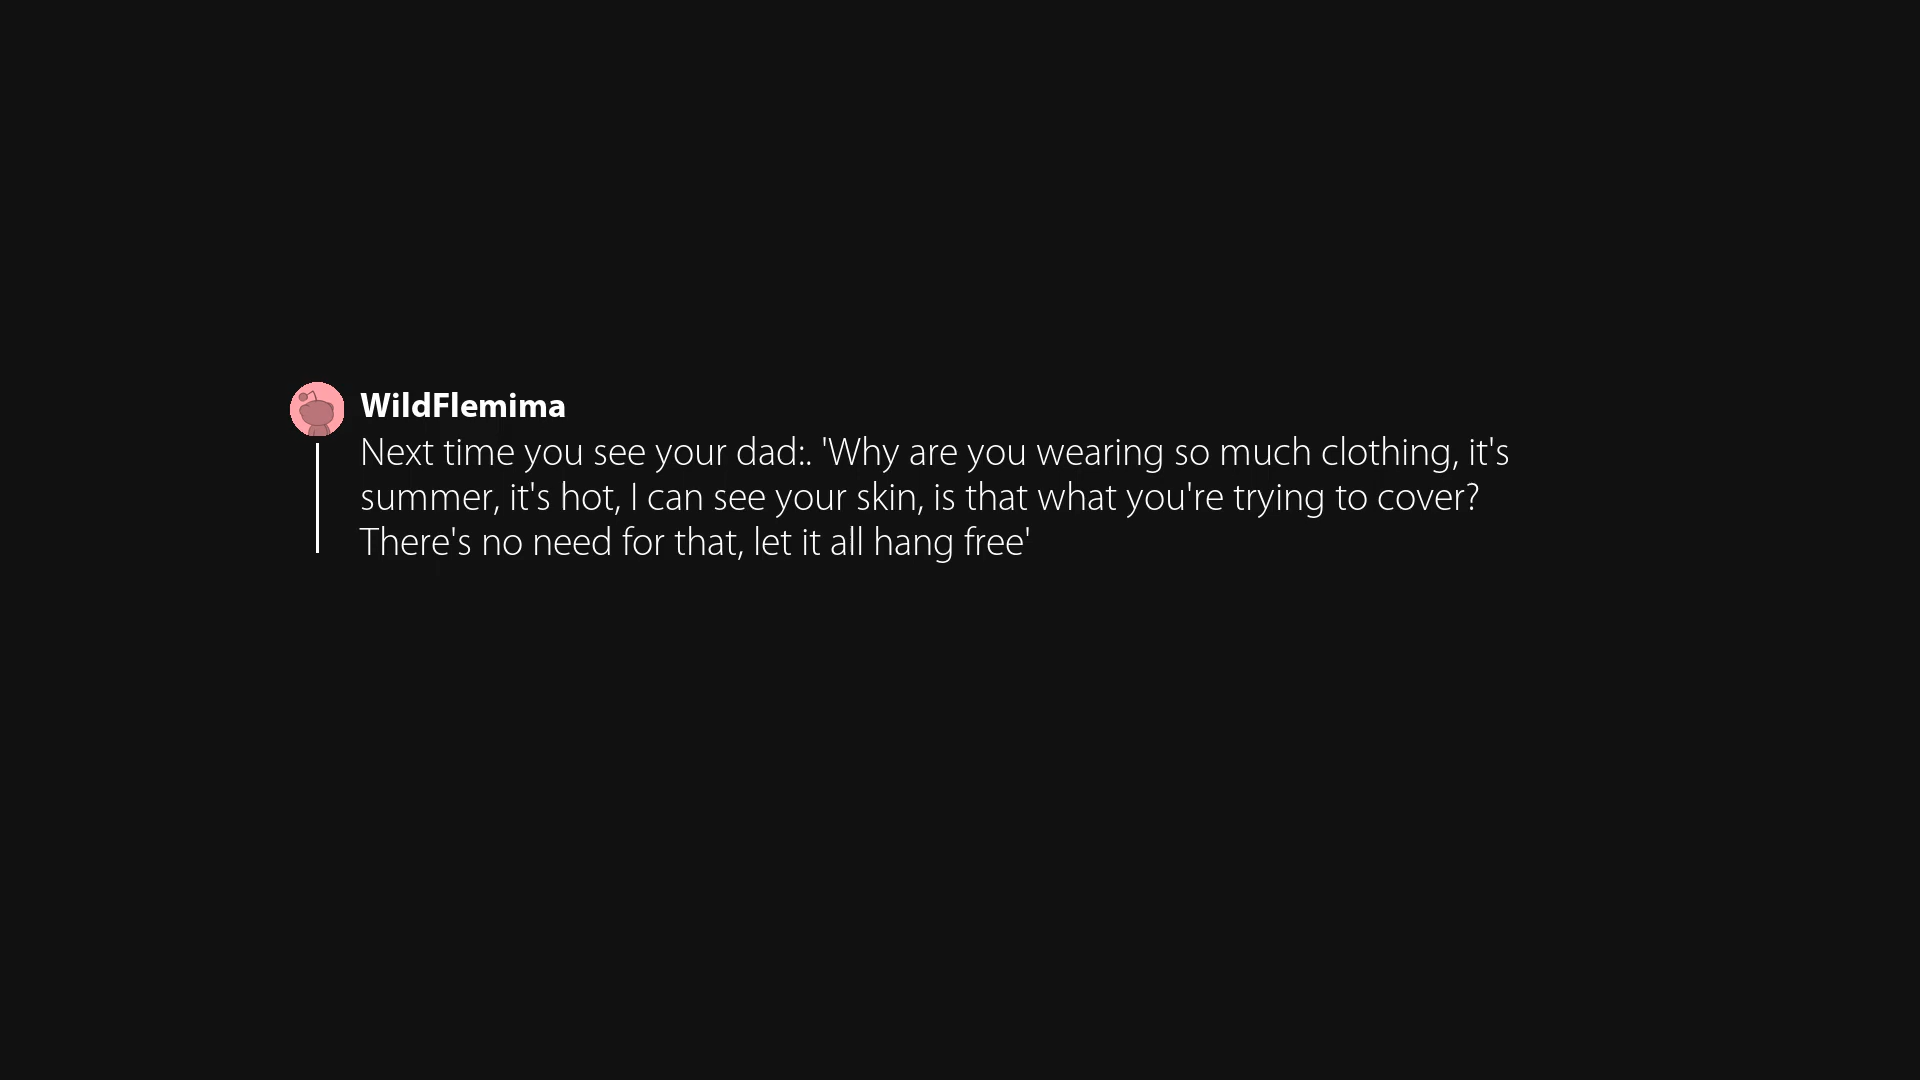 WildFlemima
Next time you see your dad:. 'Why are you wearing so much clothing, it's
summer, it's hot, I can see your skin, is that what you're trying to cover?
There's no need for that, let it all hang free'